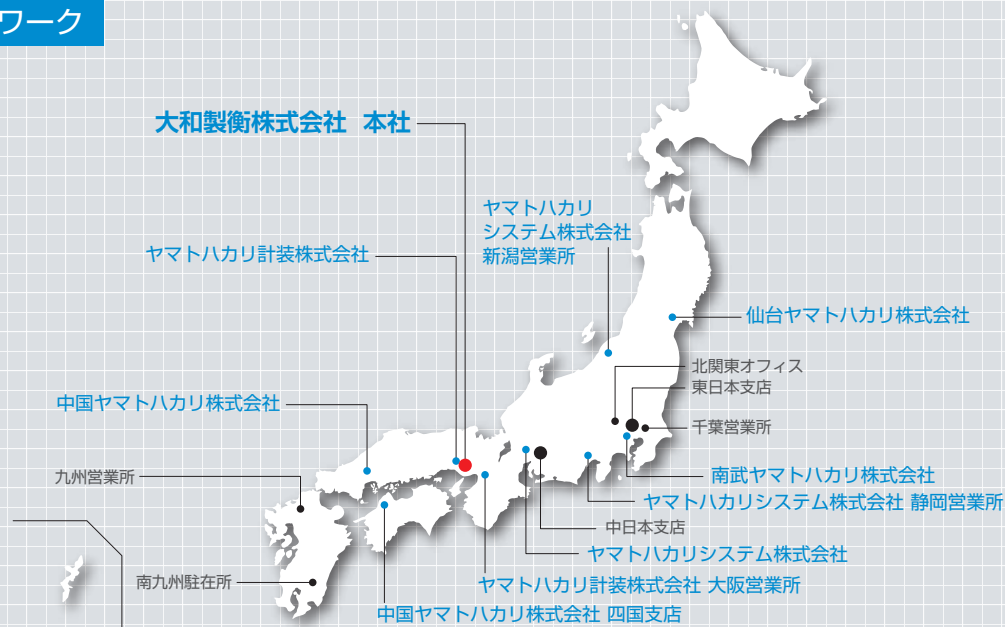 ワーク
大和製衡株式会社 本社
ヤマトハカリ
システム株式会社
新潟営業所
ヤマトハカリ計装株式会社
仙台ヤマトハカリ株式会社
北関東オフィス
東日本支店
中国ヤマトハカリ株式会社
千葉営業所
九州営業所
南武ヤマトハカリ株式会社
ヤマトハカリシステム株式会社 静岡営業所
中日本支店
ヤマトハカリシステム株式会社
南九州駐在所
ヤマトハカリ計装株式会社 大阪営業所
中国ヤマトハカリ株式会社 四国支店